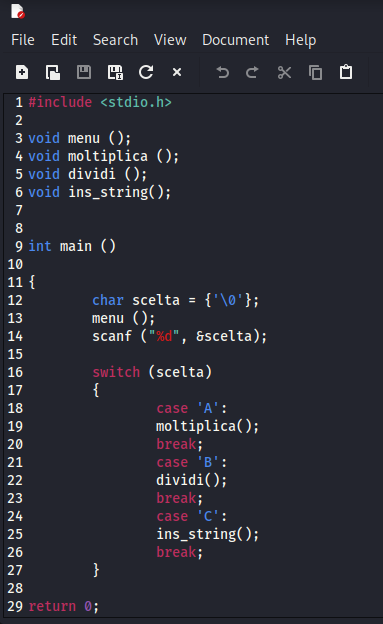 File Edit Search View Document Help
1 #include <stdio.h>
2
3 void menu ();
4 void moltiplica ();
5 void dividi ();
6 void ins_string();
7
8
9 int main ()
10
11 {
12 char scelta = {'\0'};
13 menu ();
14 scanf ("%d", &scelta);
15
16 switch (scelta)
17 {
18 case 'A':
19 moltiplica();
20 break;
21 case 'B':
22 dividi();
23 break;
24 case 'C':
25 ins_string();
26 break;
27 }
28
29 return 0;